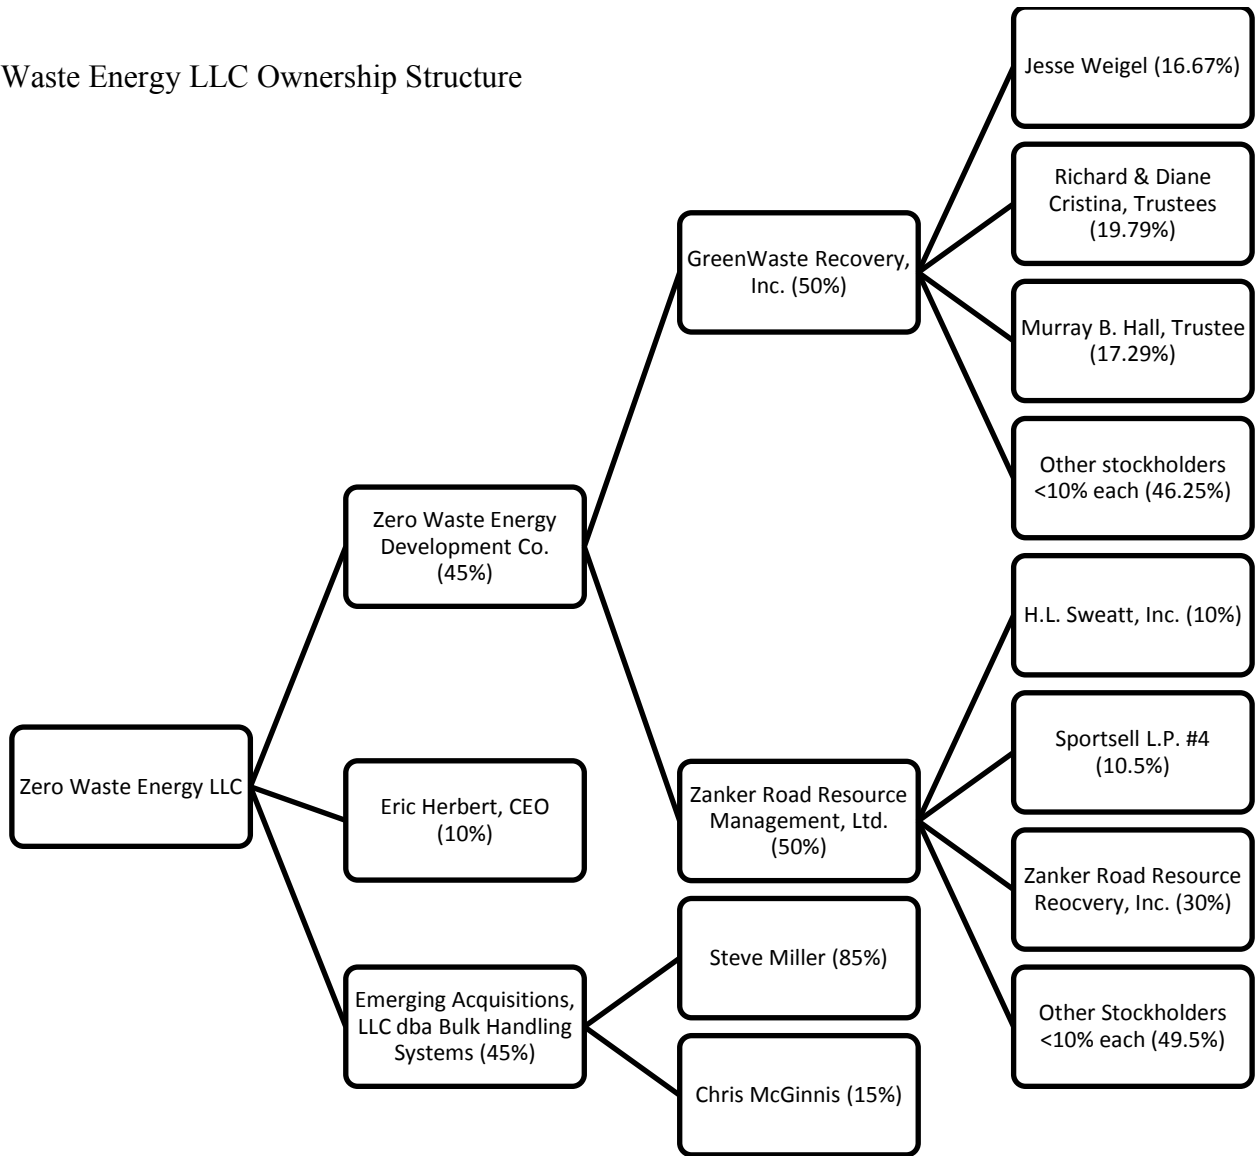 Waste Energy LLC Ownership Structure
Jesse Weigel (16.67%)
Richard & Diane
Cristina, Trustees
(19.79%)
GreenWaste Recovery,
Inc. (50%)
Murray B. Hall, Trustee
(17.29%)
Other stockholders
<10% each (46.25%)
Zero Waste Energy
Development Co.
(45%)
H.L. Sweatt, Inc. (10%)
Sportsell L.P. #4
(10.5%)
Zero Waste Energy LLC
Eric Herbert, CEO
(10%)
Zanker Road Resource
Management, Ltd.
(50%)
Zanker Road Resource
Reocvery, Inc. (30%)
Steve Miller (85%)
Emerging Acquisitions,
LLC dba Bulk Handling
Systems (45%)
Other Stockholders
<10% each (49.5%)
Chris McGinnis (15%)